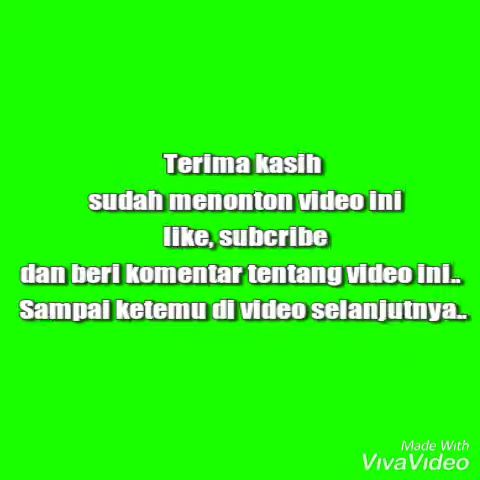 Terima kasih
sudah menonton video ini
like, subcribe
dan beri komentar tentang video ini..
Sampai ketemu di video selanjutnya..
Made With
VivaVideo